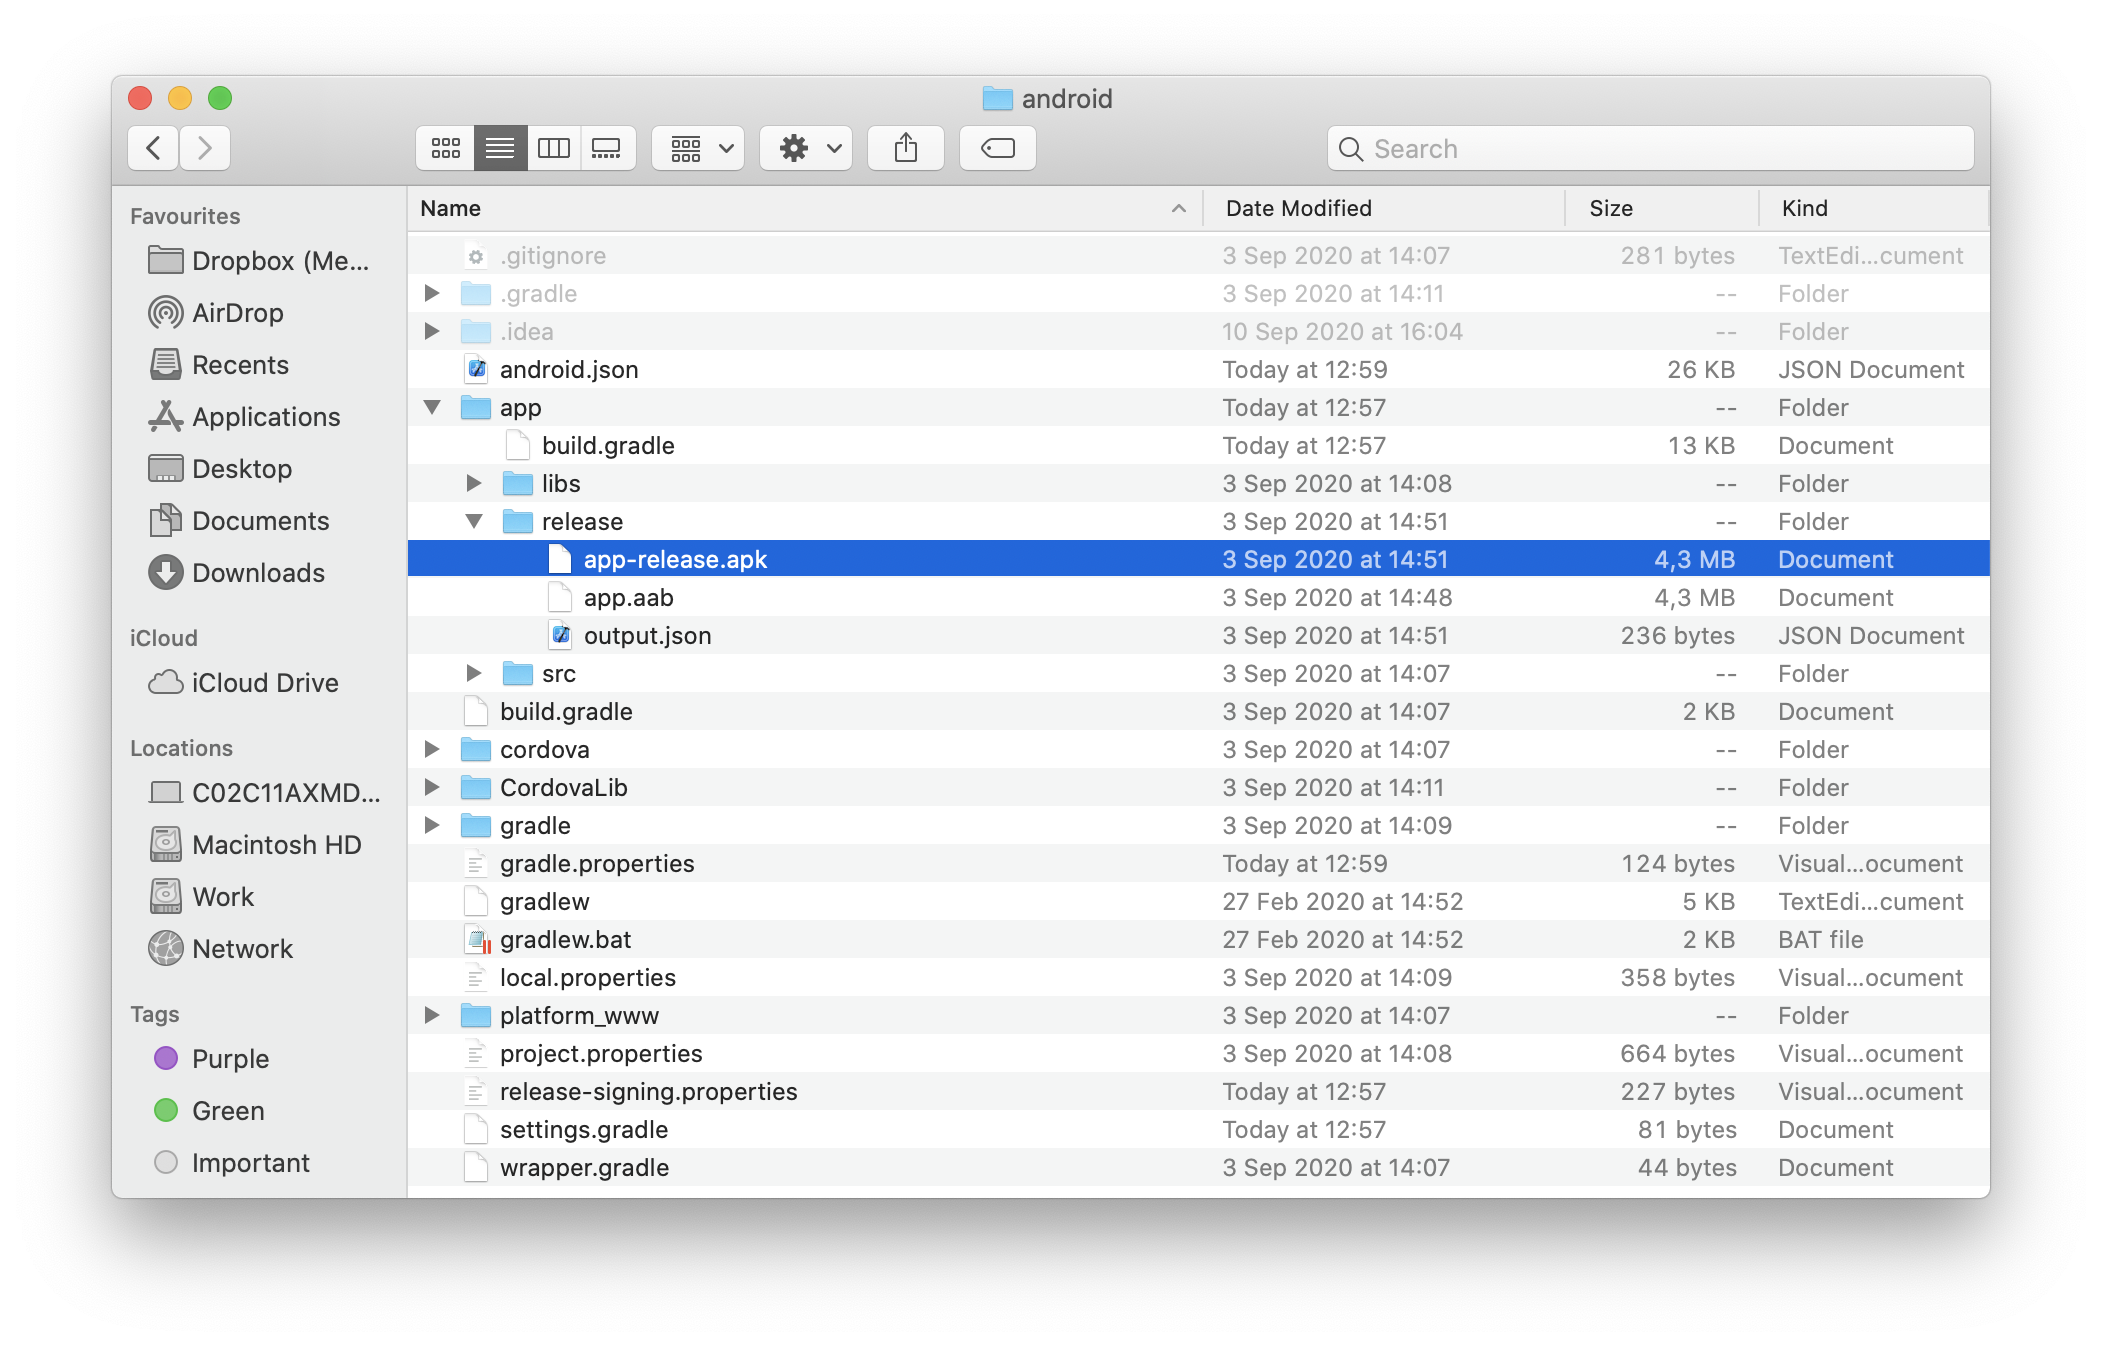 android
Search
Favourites
Dropbox (Me...
AirDrop
Recents
Applications
Desktop
Documents
Downloads
iCloud
iCloud Drive
Locations
C02C11AXMD...
Macintosh HD
Work
Network
Tags
Purple
Green
Important
Name Date Modified Size Kind
.gitignore 3 Sep 2020 at 14:07 281 bytes TextEdi...cument
.gradle 3 Sep 2020 at 14:11 -- Folder
.idea 10 Sep 2020 at 16:04 -- Folder
android.json Today at 12:59 26 KB JSON Document
app Today at 12:57 -- Folder
build.gradle Today at 12:57 13 KB Document
libs 3 Sep 2020 at 14:08 -- Folder
release 3 Sep 2020 at 14:51 -- Folder
app-release.apk 3 Sep 2020 at 14:51 4,3 MB Document
app.aab 3 Sep 2020 at 14:48 4,3 MB Document
output.json 3 Sep 2020 at 14:51 236 bytes JSON Document
src 3 Sep 2020 at 14:07 -- Folder
build.gradle 3 Sep 2020 at 14:07 2 KB Document
cordova 3 Sep 2020 at 14:07 -- Folder
CordovaLib 3 Sep 2020 at 14:11 -- Folder
gradle 3 Sep 2020 at 14:09 -- Folder
gradle.properties Today at 12:59 124 bytes Visual...ocument
gradlew 27 Feb 2020 at 14:52 5 KB TextEdi...cument
gradlew.bat 27 Feb 2020 at 14:52 2 KB BAT file
local.properties 3 Sep 2020 at 14:09 358 bytes Visual...ocument
platform_www 3 Sep 2020 at 14:07 -- Folder
project.properties 3 Sep 2020 at 14:08 664 bytes Visual...ocument
release-signing.properties Today at 12:57 227 bytes Visual...ocument
settings.gradle Today at 12:57 81 bytes Document
wrapper.gradle 3 Sep 2020 at 14:07 44 bytes Document